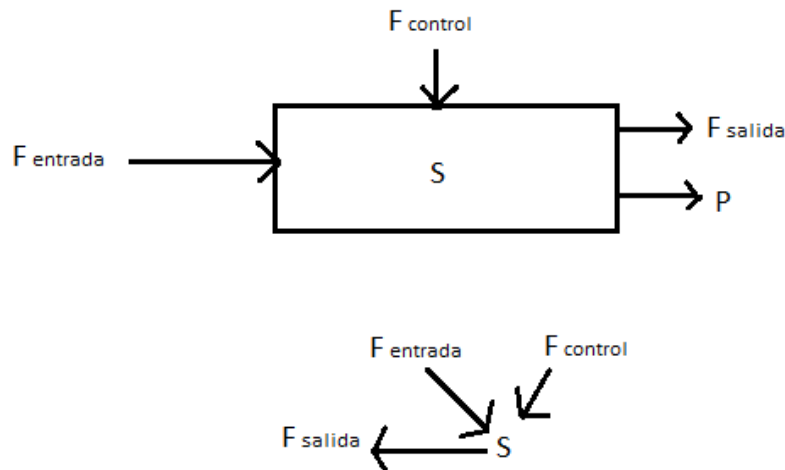 F control
F entrada
S
F salida
P
F entrada
F control
F salida
S